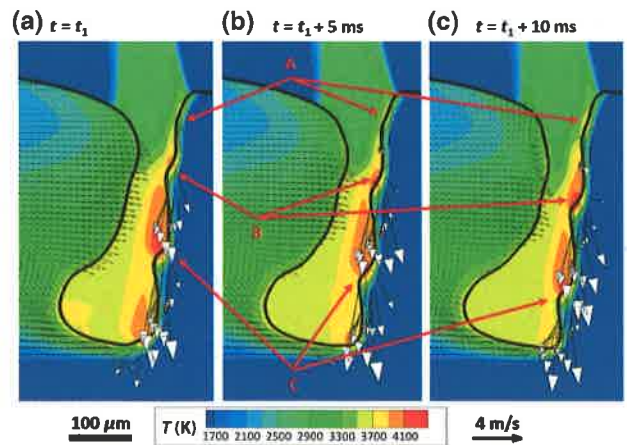 (a) t = t₁ (b) t = t₁ + 5 ms (c) t = t₁ + 10 ms
A
B
C
100 μm T (K) 1700 2100 2500 2900 3300 3700 4100 4 m/s